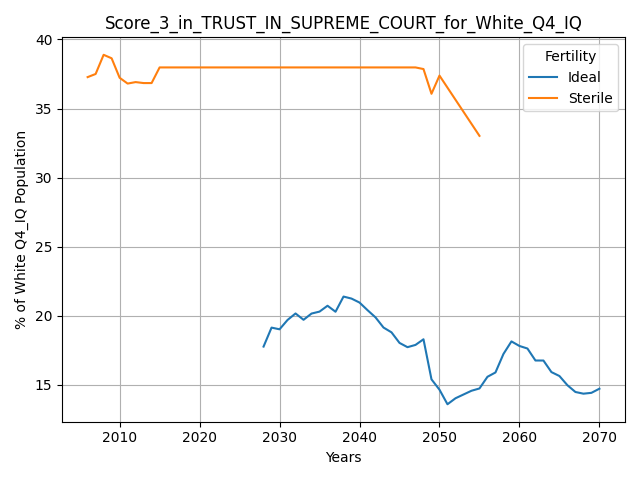 Score_3_in_TRUST_IN_SUPREME_COURT_for_White_Q4_IQ
Fertility
Ideal
Sterile
% of White Q4_IQ Population
40
35
30
25
20
15
2010 2020 2030 2040 2050 2060 2070
Years